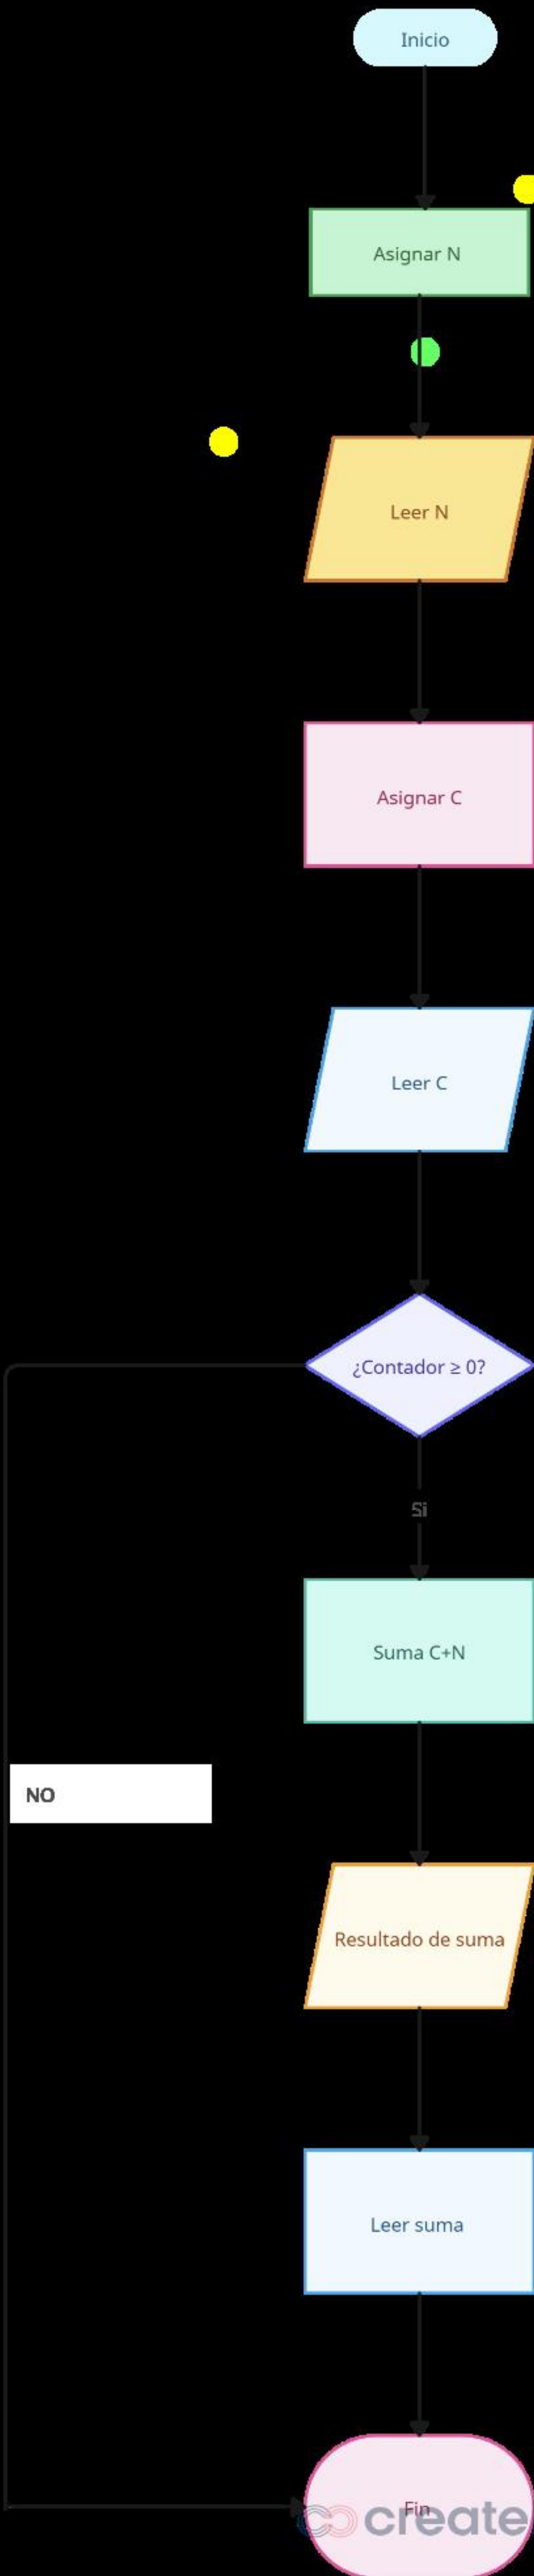 Inicio
Asignar N
Leer N
Asignar C
Leer C
¿Contador ≥ 0?
Si
Suma C+N
NO
Resultado de suma
Leer suma
Fin
create